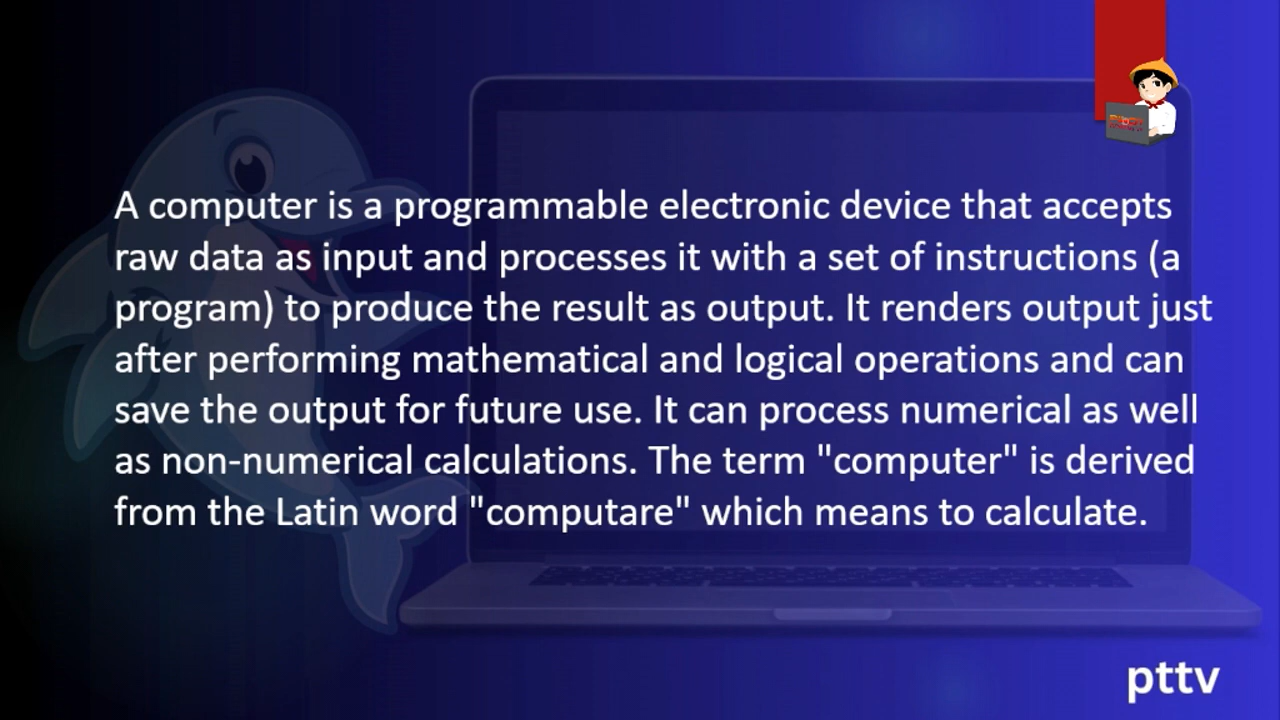 A computer is a programmable electronic device that accepts
raw data as input and processes it with a set of instructions (a
program) to produce the result as output. It renders output just
after performing mathematical and logical operations and can
save the output for future use. It can process numerical as well
as non-numerical calculations. The term "computer" is derived
from the Latin word "computare" which means to calculate.
pttv